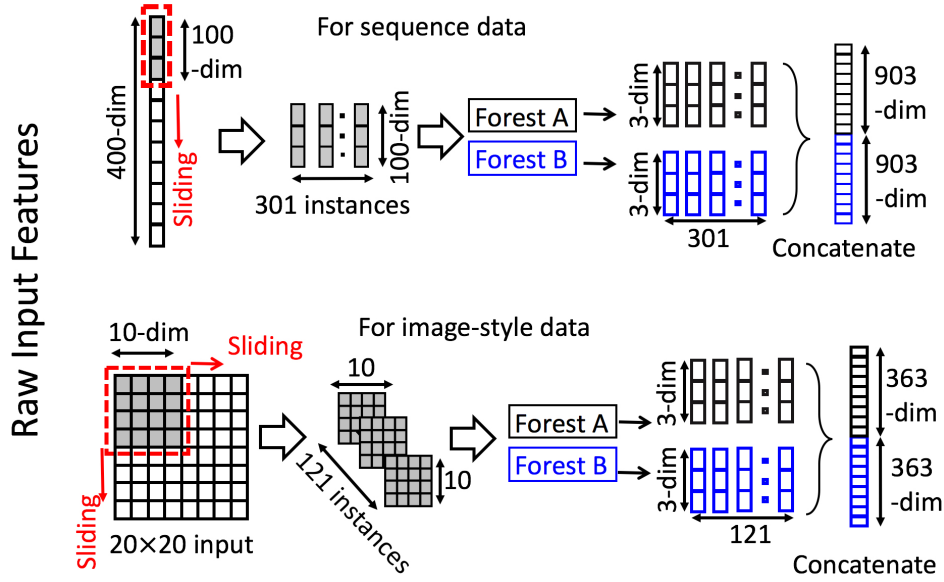 Raw Input Features
For sequence data
400-dim
100
-dim
Sliding
301 instances
100-dim
Forest A
Forest B
3-dim
3-dim
301
903
-dim
903
-dim
Concatenate
For image-style data
10-dim
Sliding
Sliding
20×20 input
10
10
121 instances
Forest A
Forest B
3-dim
3-dim
121
363
-dim
363
-dim
Concatenate